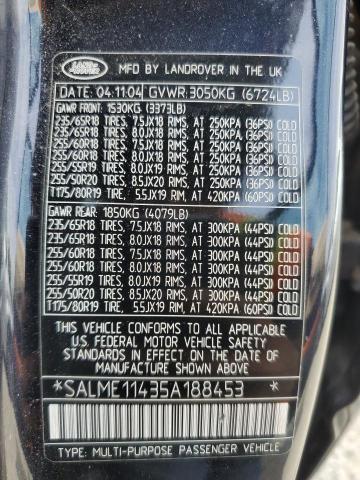 LAND ROVER
MFD BY LANDROVER IN THE UK
DATE: 04:11:04 GVWR: 3050KG (6724LB)
GAWR FRONT: 1530KG (3373LB)
235/65R18 TIRES, 7.5JX18 RIMS, AT 250KPA (36PSI) COLD
235/65R18 TIRES, 8.0JX18 RIMS, AT 250KPA (36PSI) COLD
255/60R18 TIRES, 7.5JX18 RIMS, AT 250KPA (36PSI) COLD
255/60R18 TIRES, 8.0JX18 RIMS, AT 250KPA (36PSI) COLD
255/55R19 TIRES, 8.0JX19 RIMS, AT 250KPA (36PSI) COLD
255/50R20 TIRES, 8.5JX20 RIMS, AT 250KPA (36PSI) COLD
T175/80R19 TIRE, 5.5JX19 RIM, AT 420KPA (60PSI) COLD
GAWR REAR: 1850KG (4079LB)
235/65R18 TIRES, 7.5JX18 RIMS, AT 300KPA (44PSI) COLD
235/65R18 TIRES, 8.0JX18 RIMS, AT 300KPA (44PSI) COLD
255/60R18 TIRES, 7.5JX18 RIMS, AT 300KPA (44PSI) COLD
255/60R18 TIRES, 8.0JX18 RIMS, AT 300KPA (44PSI) COLD
255/55R19 TIRES, 8.0JX19 RIMS, AT 300KPA (44PSI) COLD
255/50R20 TIRES, 8.5JX20 RIMS, AT 300KPA (44PSI) COLD
T175/80R19 TIRE, 5.5JX19 RIM, AT 420KPA (60PSI) COLD
THIS VEHICLE CONFORMS TO ALL APPLICABLE
U.S. FEDERAL MOTOR VEHICLE SAFETY
STANDARDS IN EFFECT ON THE DATE OF
MANUFACTURE SHOWN ABOVE
*SALME11435A188453 *
TYPE: MULTI-PURPOSE PASSENGER VEHICLE